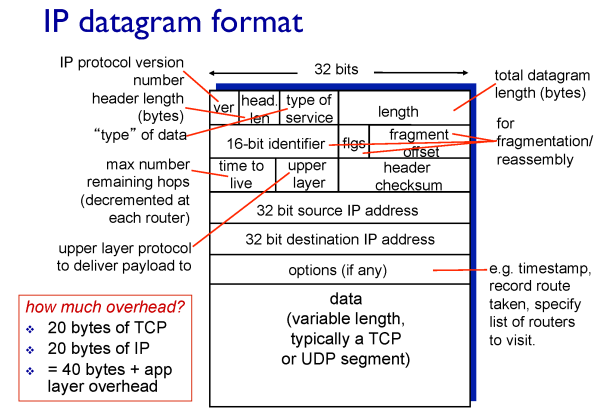 IP datagram format
IP protocol version
number
header length
(bytes)
"type" of data
max number
remaining hops
(decremented at
each router)
upper layer protocol
to deliver payload to
32 bits
ver
head.
len
type of
service
length
16-bit identifier
flgs
fragment
offset
time to
live
upper
layer
header
checksum
32 bit source IP address
32 bit destination IP address
options (if any)
data
(variable length,
typically a TCP
or UDP segment)
total datagram
length (bytes)
for
fragmentation/
reassembly
e.g. timestamp,
record route
taken, specify
list of routers
to visit.
how much overhead?
❖ 20 bytes of TCP
❖ 20 bytes of IP
❖ = 40 bytes + app
layer overhead